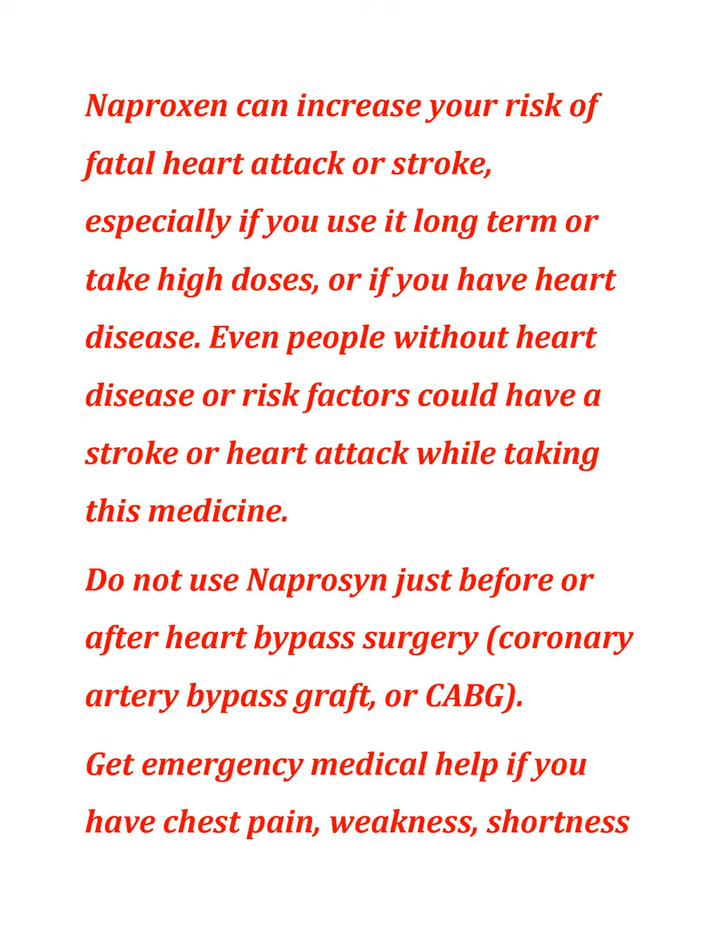 Naproxen can increase your risk of
fatal heart attack or stroke,
especially if you use it long term or
take high doses, or if you have heart
disease. Even people without heart
disease or risk factors could have a
stroke or heart attack while taking
this medicine.
Do not use Naprosyn just before or
after heart bypass surgery (coronary
artery bypass graft, or CABG).
Get emergency medical help if you
have chest pain, weakness, shortness